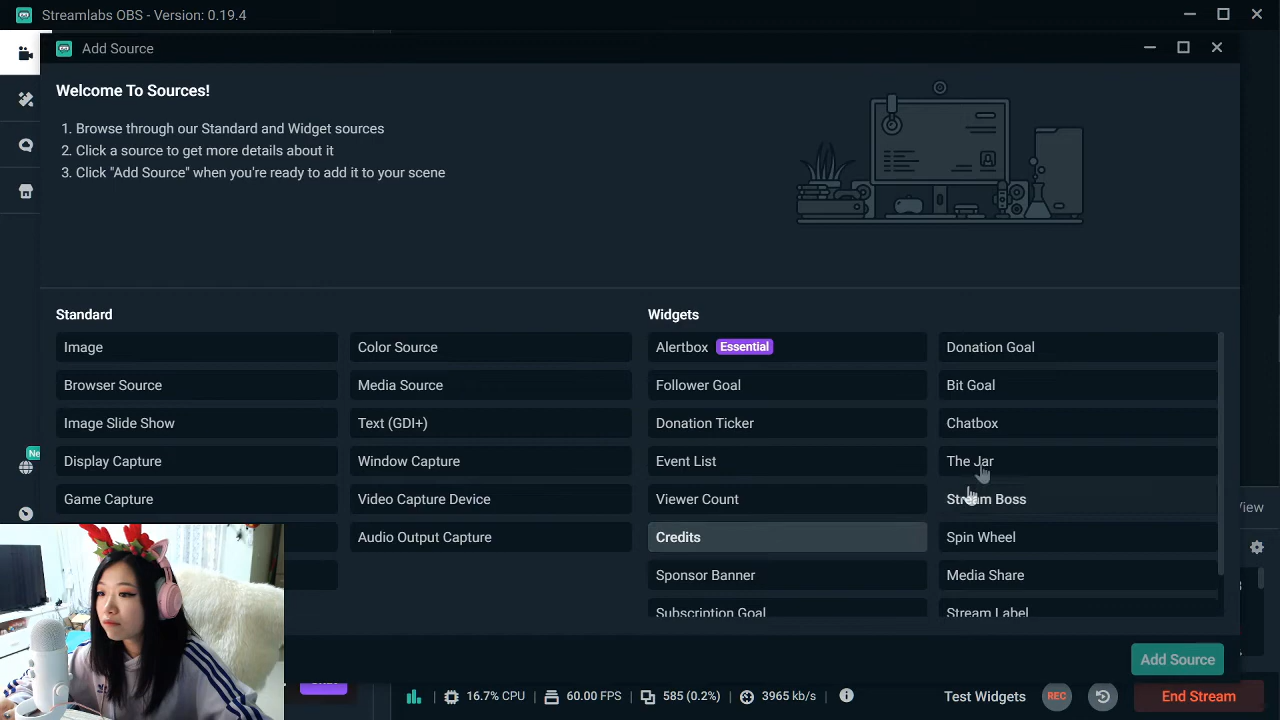 Streamlabs OBS - Version: 0.19.4
Add Source
Welcome To Sources!
1. Browse through our Standard and Widget sources
2. Click a source to get more details about it
3. Click "Add Source" when you're ready to add it to your scene
Standard
Widgets
Image
Color Source
Alertbox Essential
Donation Goal
Browser Source
Media Source
Follower Goal
Bit Goal
Image Slide Show
Text (GDI+)
Donation Ticker
Chatbox
Display Capture
Window Capture
Event List
The Jar
Game Capture
Video Capture Device
Viewer Count
Stream Boss
Audio Output Capture
Credits
Spin Wheel
Sponsor Banner
Media Share
Subscription Goal
Stream Label
Add Source
16.7% CPU
60.00 FPS
585 (0.2%)
3965 kb/s
Test Widgets
REC
End Stream